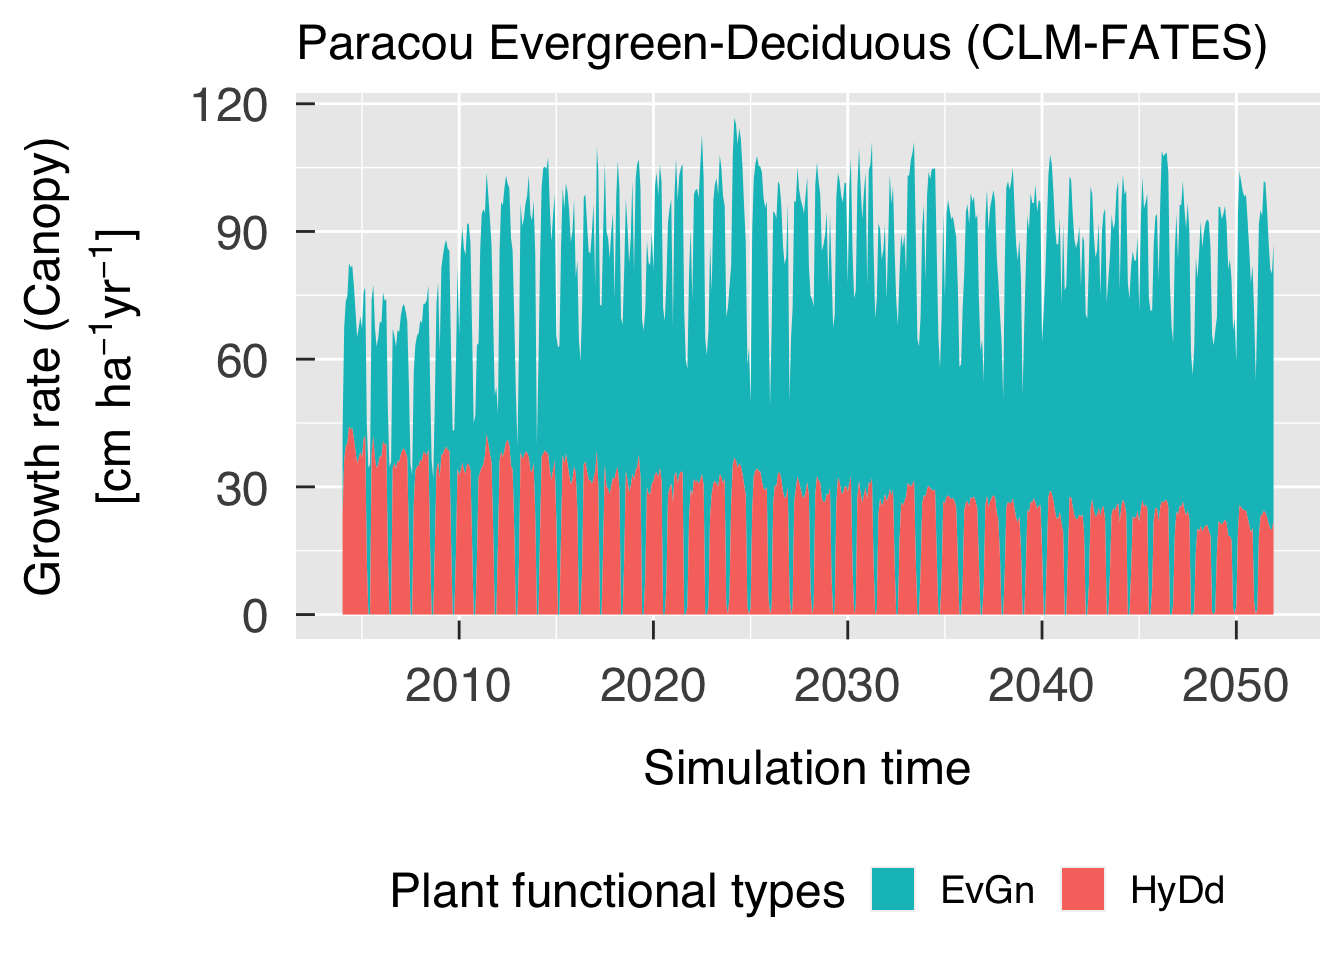 Paracou Evergreen-Deciduous (CLM-FATES)
Growth rate (Canopy)
[cm ha⁻¹yr⁻¹]
120
90
60
30
0
2010 2020 2030 2040 2050
Simulation time
Plant functional types EvGn HyDd